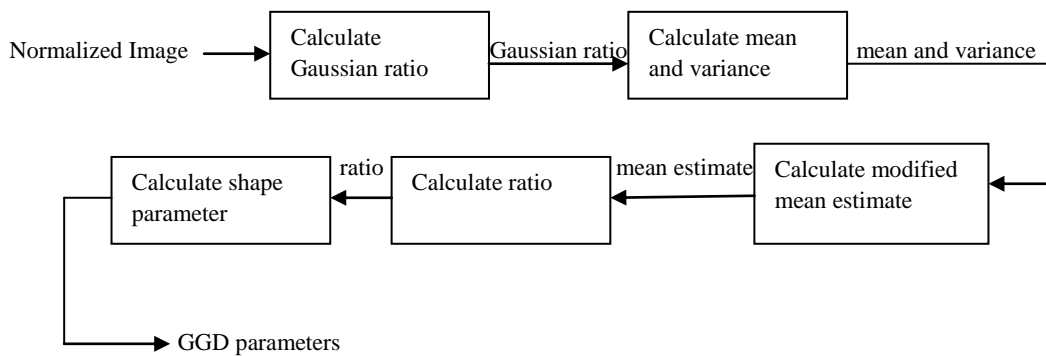 Normalized Image
Calculate
Gaussian ratio
Gaussian ratio
Calculate mean
and variance
mean and variance
Calculate modified
mean estimate
mean estimate
Calculate ratio
ratio
Calculate shape
parameter
GGD parameters